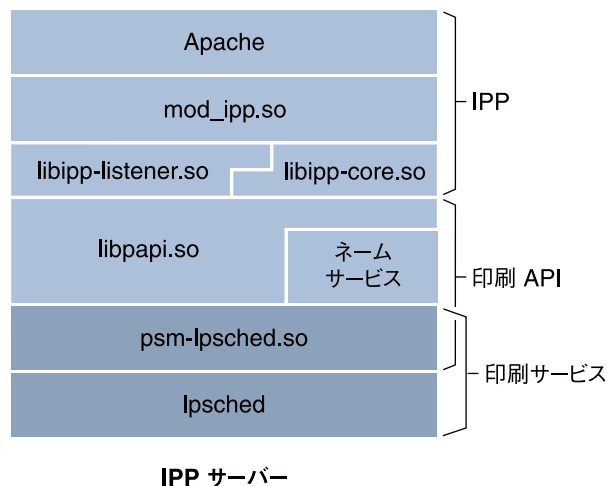 Apache
mod_ipp.so
IPP
libipp-listener.so
libipp-core.so
libpapi.so
ネーム
サービス
印刷 API
psm-lpsched.so
印刷サービス
lpsched
IPP サーバー